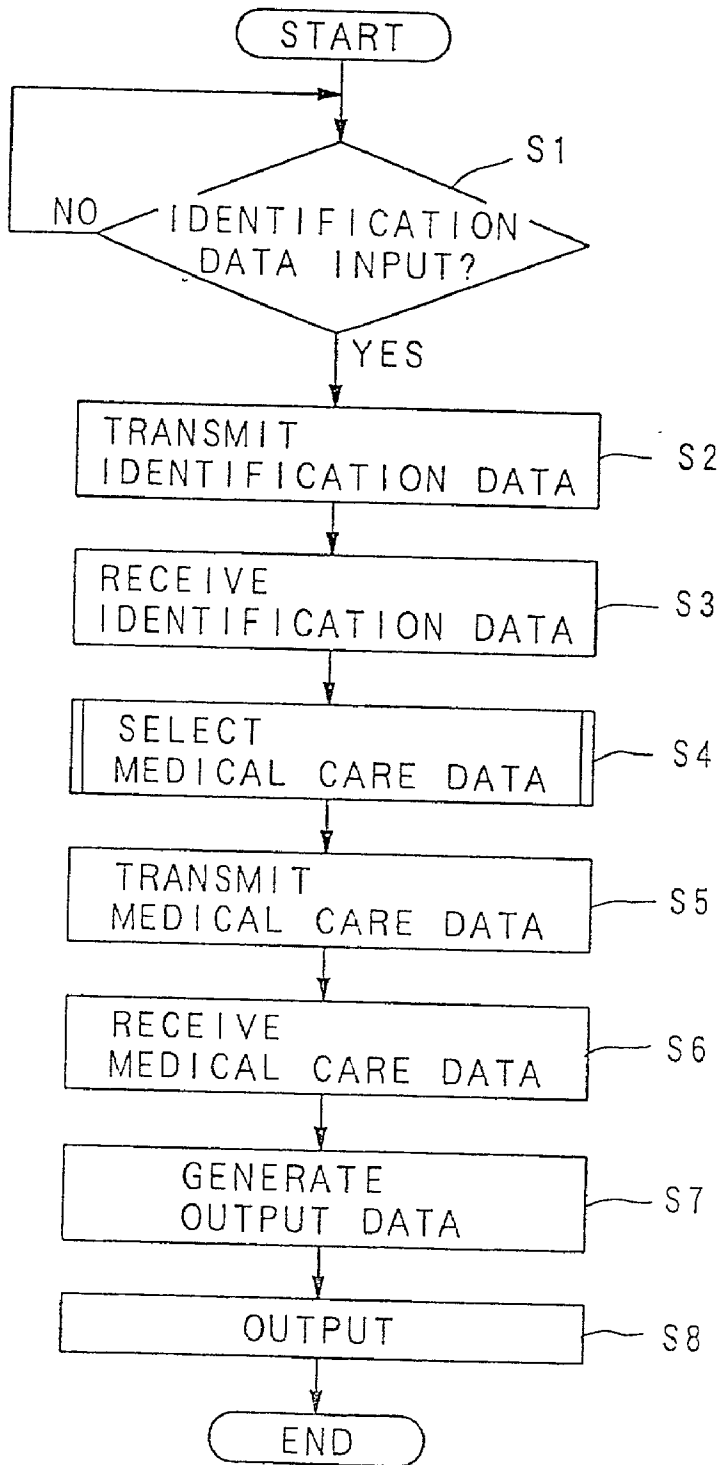 START
S1
NO
IDENTIFICATION
DATA INPUT?
YES
TRANSMIT
IDENTIFICATION DATA
S2
RECEIVE
IDENTIFICATION DATA
S3
SELECT
MEDICAL CARE DATA
S4
TRANSMIT
MEDICAL CARE DATA
S5
RECEIVE
MEDICAL CARE DATA
S6
GENERATE
OUTPUT DATA
S7
OUTPUT
S8
END